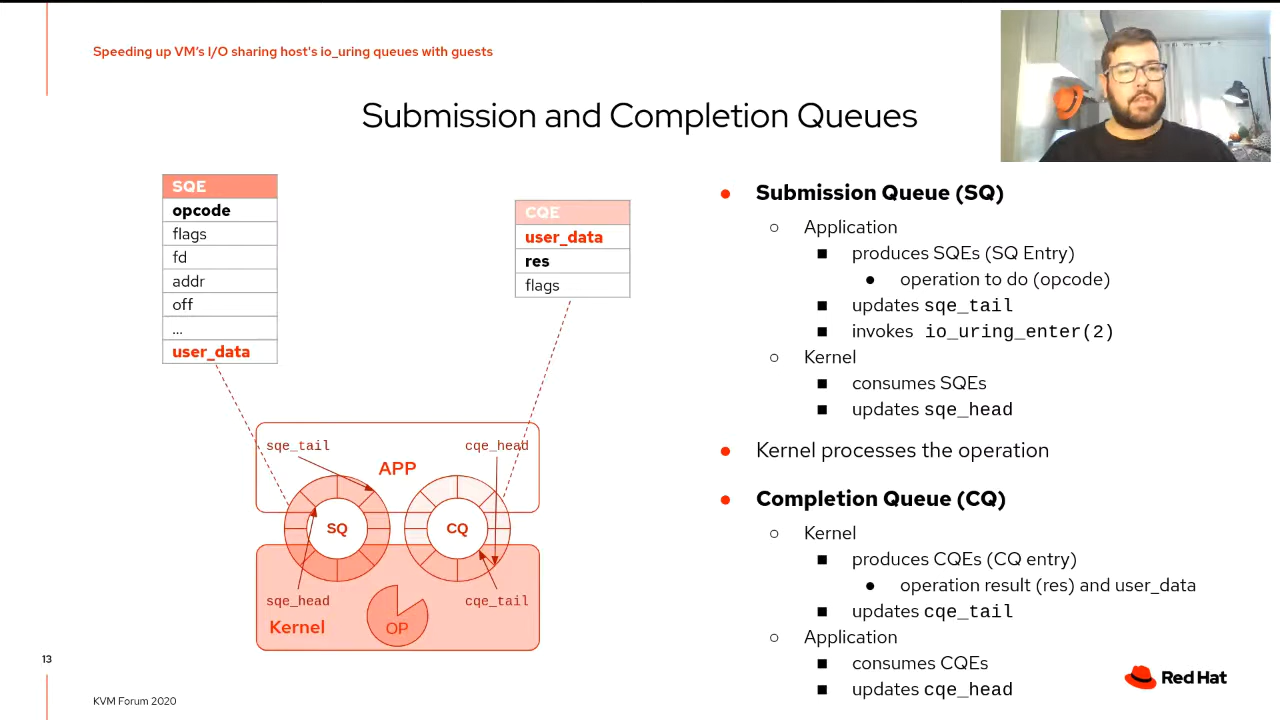 Speeding up VM's I/O sharing host's io_uring queues with guests
Submission and Completion Queues
SQE
opcode
flags
fd
addr
off
...
user_data
CQE
user_data
res
flags
sqe_tail
cqe_head
APP
SQ
CQ
sqe_head
cqe_tail
Kernel
OP
● Submission Queue (SQ)
○ Application
■ produces SQEs (SQ Entry)
● operation to do (opcode)
■ updates sqe_tail
■ invokes io_uring_enter(2)
○ Kernel
■ consumes SQEs
■ updates sqe_head
● Kernel processes the operation
● Completion Queue (CQ)
○ Kernel
■ produces CQEs (CQ entry)
● operation result (res) and user_data
■ updates cqe_tail
○ Application
■ consumes CQEs
■ updates cqe_head
13
KVM Forum 2020
Red Hat